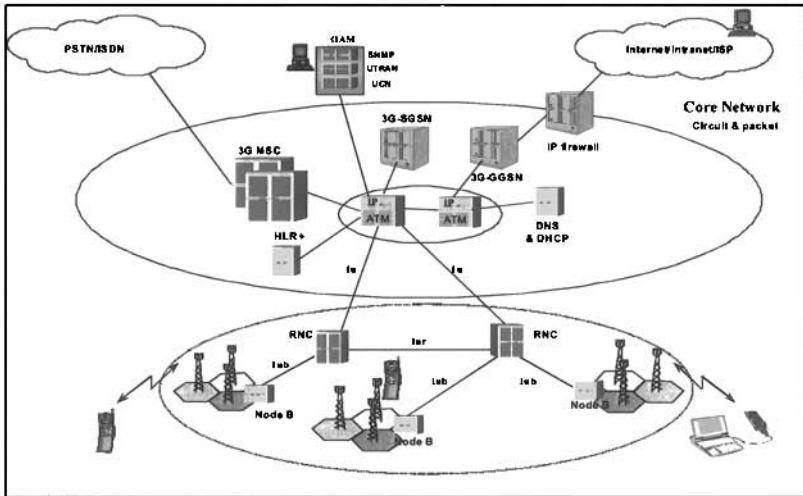 PSTN/ISDN
SNMP
UTRAN
UCN
Internet/Intranet/ISP
Core Network
Circuit & packet
3G-SGSN
3G-GGSN
IP firewall
3G MSC
IP
ATM
IP
ATM
HLR+
DNS
& DHCP
Iu
Iu
RNC
Iur
RNC
Iub
Iub
Iub
Node B
Node B
Node B